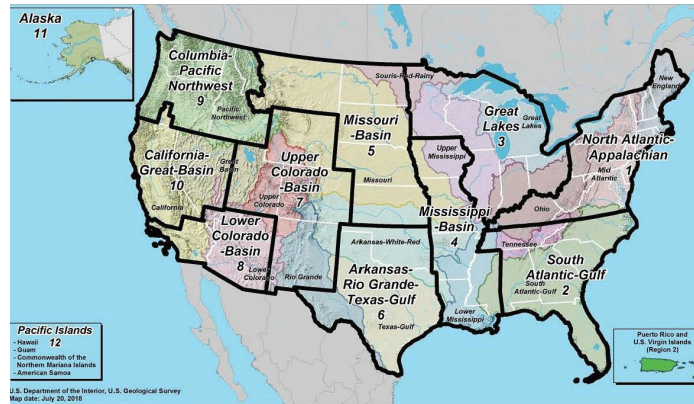 Alaska
11
Columbia-
Pacific
Northwest
9
Pacific
Northwest
Souris-Red-Rainy
New
England
Great
Lakes
3
Great
Lakes
Missouri
-Basin
5
Missouri
Upper
Mississippi
North Atlantic-
Appalachian
1
Mid
Atlantic
California-
Great-Basin
10
Great
Basin
California
Upper
Colorado
-Basin
7
Upper
Colorado
Ohio
Mississippi
-Basin
4
Tennessee
Lower
Colorado
-Basin
8
Lower
Colorado
Rio Grande
Arkansas-White-Red
Arkansas-
Rio Grande-
Texas-Gulf
6
Texas-Gulf
Lower
Mississippi
South
Atlantic-Gulf
2
South
Atlantic-Gulf
Pacific Islands
12
- Hawaii
- Guam
- Commonwealth of the
Northern Mariana Islands
- American Samoa
Puerto Rico and
U.S. Virgin Islands
(Region 2)
U.S. Department of the Interior, U.S. Geological Survey
Map date: July 20, 2018